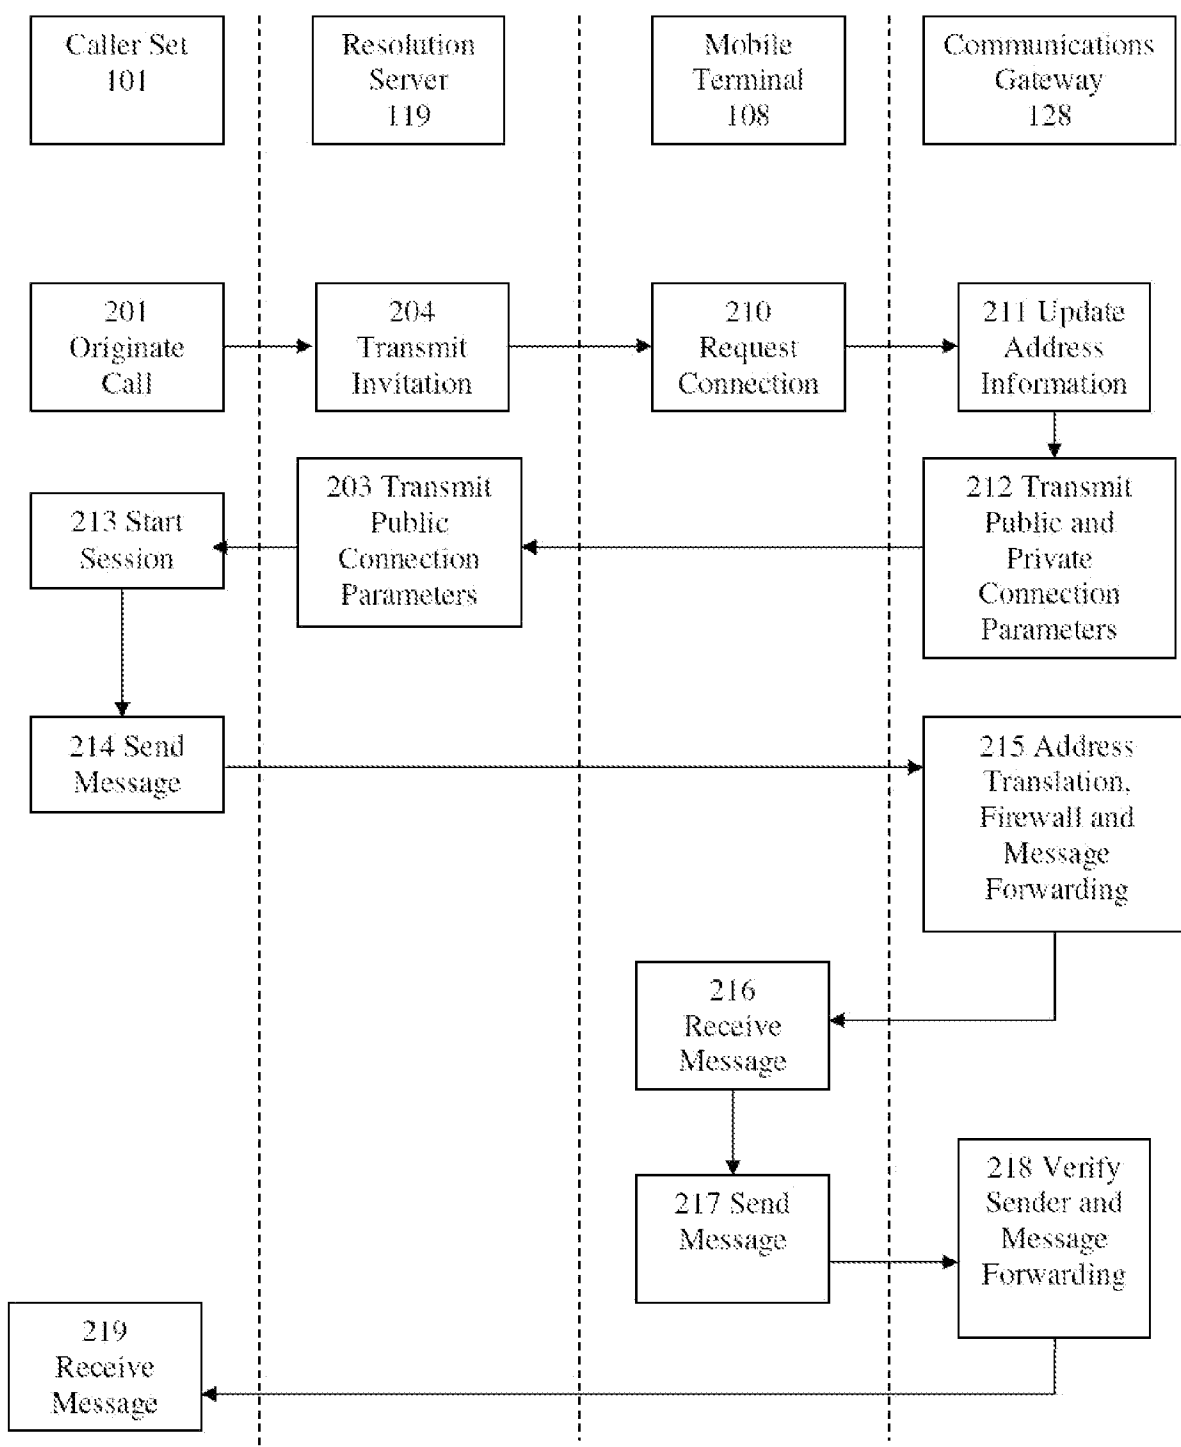 Caller Set
101
Resolution
Server
119
Mobile
Terminal
108
Communications
Gateway
128
201
Originate
Call
204
Transmit
Invitation
210
Request
Connection
211 Update
Address
Information
213 Start
Session
203 Transmit
Public
Connection
Parameters
212 Transmit
Public and
Private
Connection
Parameters
214 Send
Message
215 Address
Translation,
Firewall and
Message
Forwarding
216
Receive
Message
217 Send
Message
218 Verify
Sender and
Message
Forwarding
219
Receive
Message